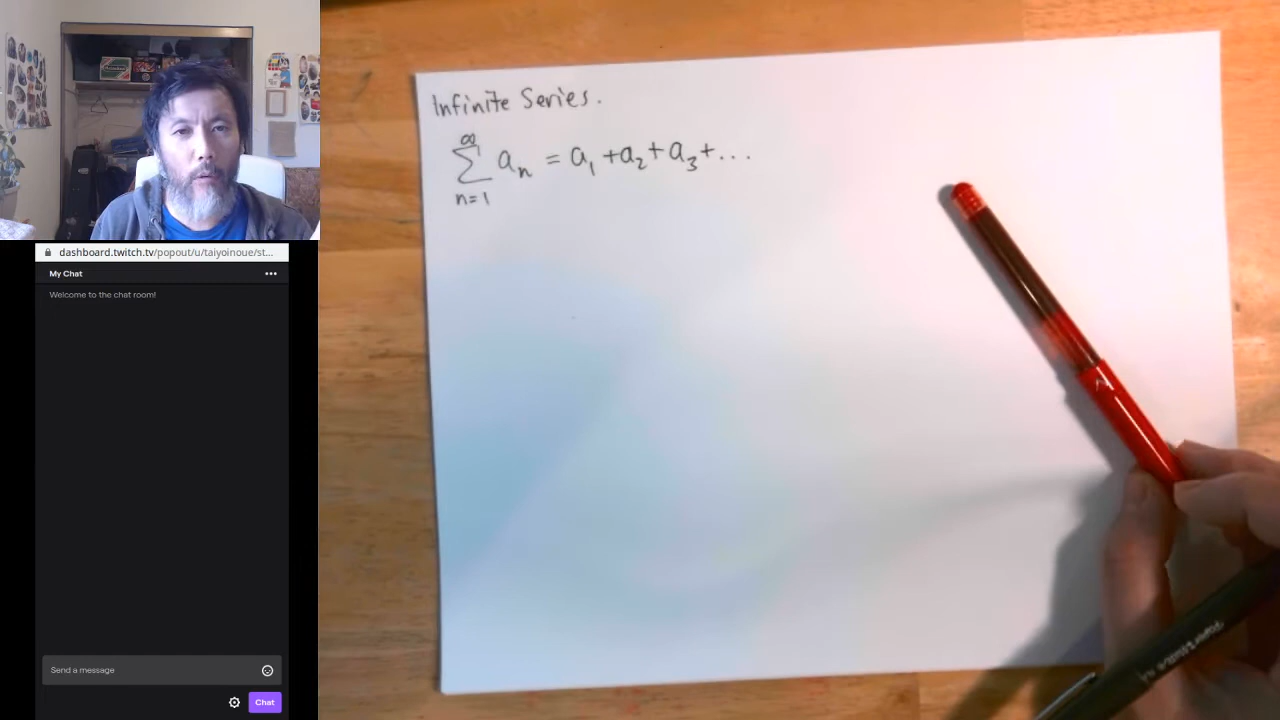 dashboard.twitch.tv/popout/u/taiyoinoue/st...
My Chat
Welcome to the chat room!
Send a message
Chat
Infinite Series.
∞
∑ aₙ = a₁ + a₂ + a₃ + ...
n=1